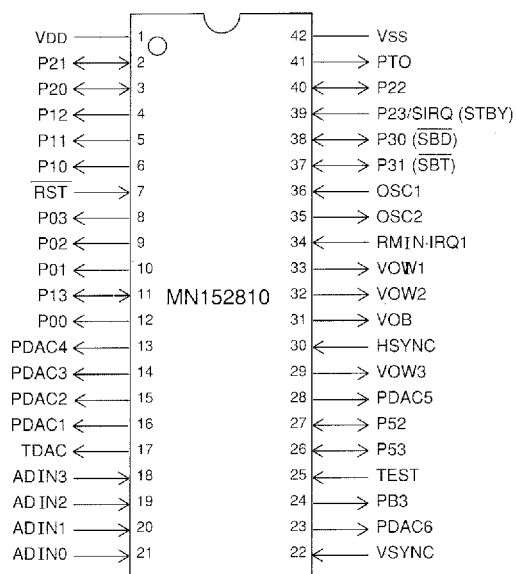 VDD 1 42 VSS
P21 2 41 PTO
P20 3 40 P22
P12 4 39 P23/SIRQ (STBY)
P11 5 38 P30 (SBD)
P10 6 37 P31 (SBT)
RST 7 36 OSC1
P03 8 35 OSC2
P02 9 34 RMIN·IRQ1
P01 10 33 VOW1
P13 11 MN152810 32 VOW2
P00 12 31 VOB
PDAC4 13 30 HSYNC
PDAC3 14 29 VOW3
PDAC2 15 28 PDAC5
PDAC1 16 27 P52
TDAC 17 26 P53
ADIN3 18 25 TEST
ADIN2 19 24 PB3
ADIN1 20 23 PDAC6
ADIN0 21 22 VSYNC